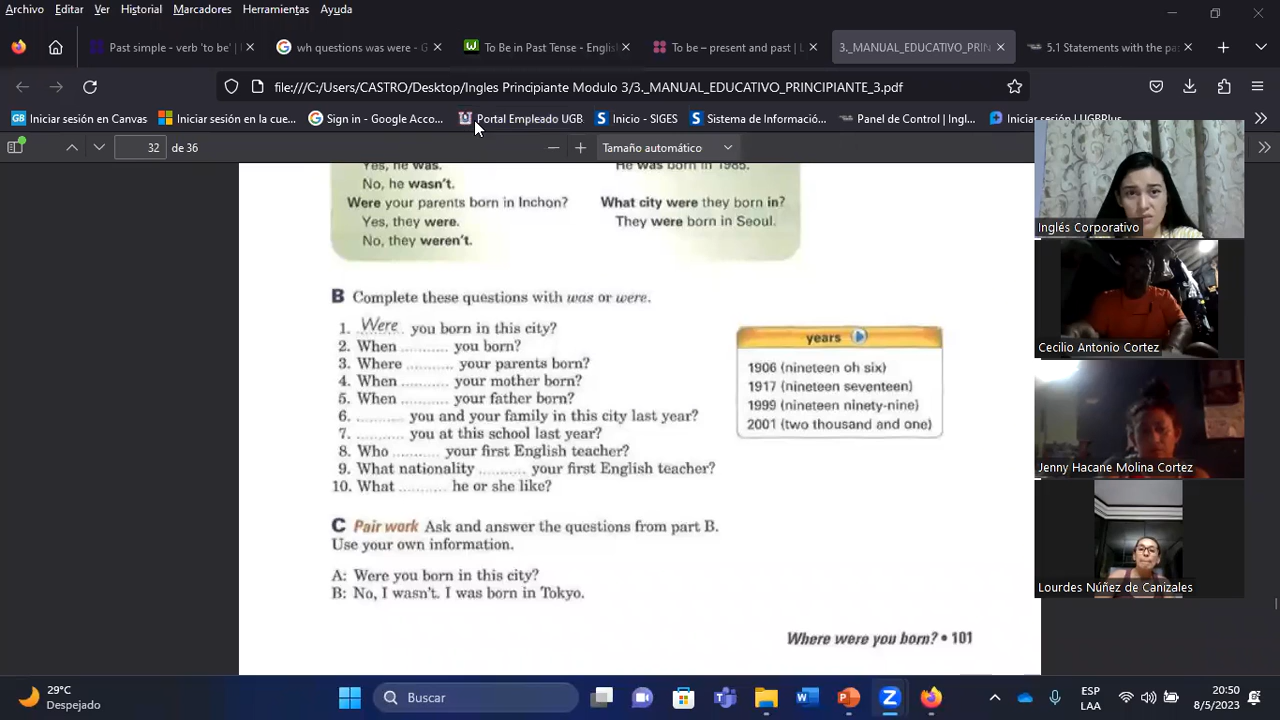 Archivo Editar Ver Historial Marcadores Herramientas Ayuda
Past simple - verb 'to be' |
wh questions was were - G
To Be in Past Tense - Englis
To be – present and past | L
3._MANUAL_EDUCATIVO_PRIN
5.1 Statements with the pa
file:///C:/Users/CASTRO/Desktop/Ingles Principiante Modulo 3/3._MANUAL_EDUCATIVO_PRINCIPIANTE_3.pdf
GB Iniciar sesión en Canvas
Iniciar sesión en la cue...
Sign in - Google Acco...
Portal Empleado UGB
Inicio - SIGES
Sistema de Informació...
Panel de Control | Ingl...
Iniciar sesión LUGBPlus
32 de 36
Tamaño automático
Yes, he was.
No, he wasn't.
Were your parents born in Inchon?
Yes, they were.
No, they weren't.
He was born in 1985.
What city were they born in?
They were born in Seoul.
B Complete these questions with was or were.
1. Were you born in this city?
2. When .......... you born?
3. Where .......... your parents born?
4. When .......... your mother born?
5. When .......... your father born?
6. .......... you and your family in this city last year?
7. .......... you at this school last year?
8. Who .......... your first English teacher?
9. What nationality .......... your first English teacher?
10. What .......... he or she like?
years
1906 (nineteen oh six)
1917 (nineteen seventeen)
1999 (nineteen ninety-nine)
2001 (two thousand and one)
C Pair work Ask and answer the questions from part B.
Use your own information.
A: Were you born in this city?
B: No, I wasn't. I was born in Tokyo.
Where were you born? • 101
Inglés Corporativo
Cecilio Antonio Cortez
Jenny Hacane Molina Cortez
Lourdes Núñez de Canizales
29°C
Despejado
Buscar
ESP
LAA
20:50
8/5/2023